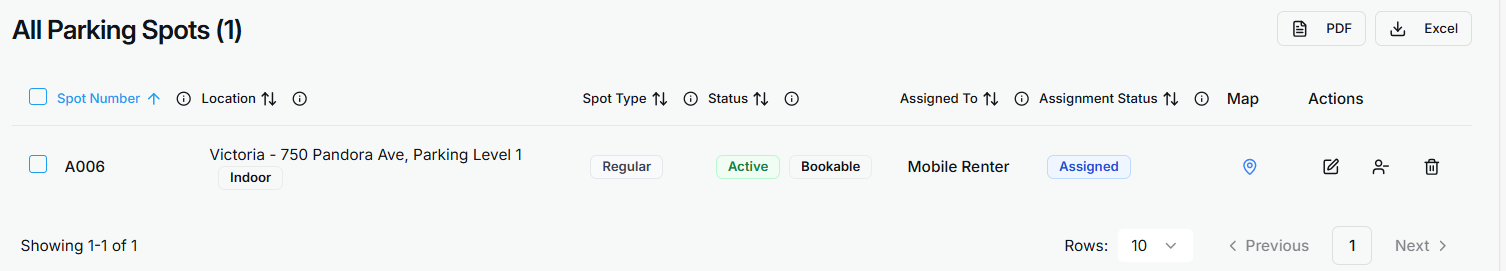 All Parking Spots (1)
PDF Excel
Spot Number Location Spot Type Status Assigned To Assignment Status Map Actions
Victoria - 750 Pandora Ave, Parking Level 1
A006 Indoor Regular Active Bookable Mobile Renter Assigned
Showing 1-1 of 1 Rows: 10 Previous 1 Next